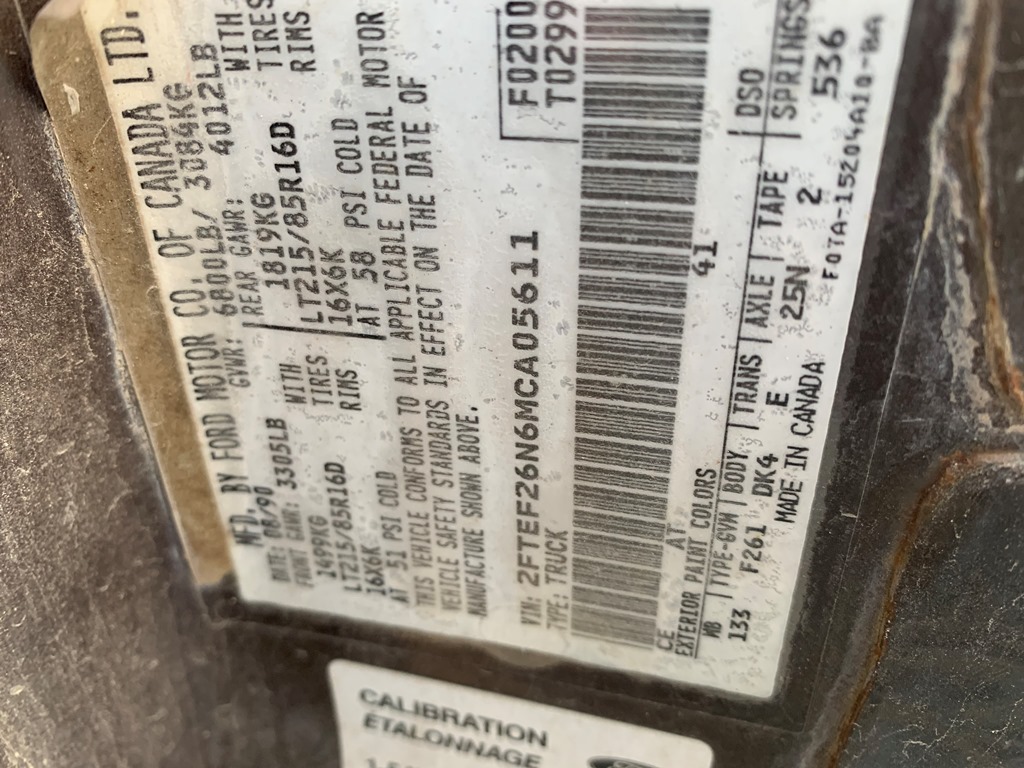 MFD. BY FORD MOTOR CO. OF CANADA LTD.
DATE: 08/90 GVWR: 6800LB/ 3084KG
FRONT GAWR: 3305LB REAR GAWR: 4012LB
1499KG WITH 1819KG WITH
LT215/85R16D TIRES LT215/85R16D TIRES
16X6K RIMS 16X6K RIMS
AT 51 PSI COLD AT 58 PSI COLD
THIS VEHICLE CONFORMS TO ALL APPLICABLE FEDERAL MOTOR
VEHICLE SAFETY STANDARDS IN EFFECT ON THE DATE OF
MANUFACTURE SHOWN ABOVE.
VIN: 2FTEF26N6MCA05611 F0200
TYPE: TRUCK T0299
CE AT 41
EXTERIOR PAINT COLORS DSO
WB TYPE-GVW BODY TRANS AXLE TAPE SPRINGS
133 F261 DK4 E 25N 2 536
MADE IN CANADA F0TA-15204A10-BA
CALIBRATION
ÉTALONNAGE